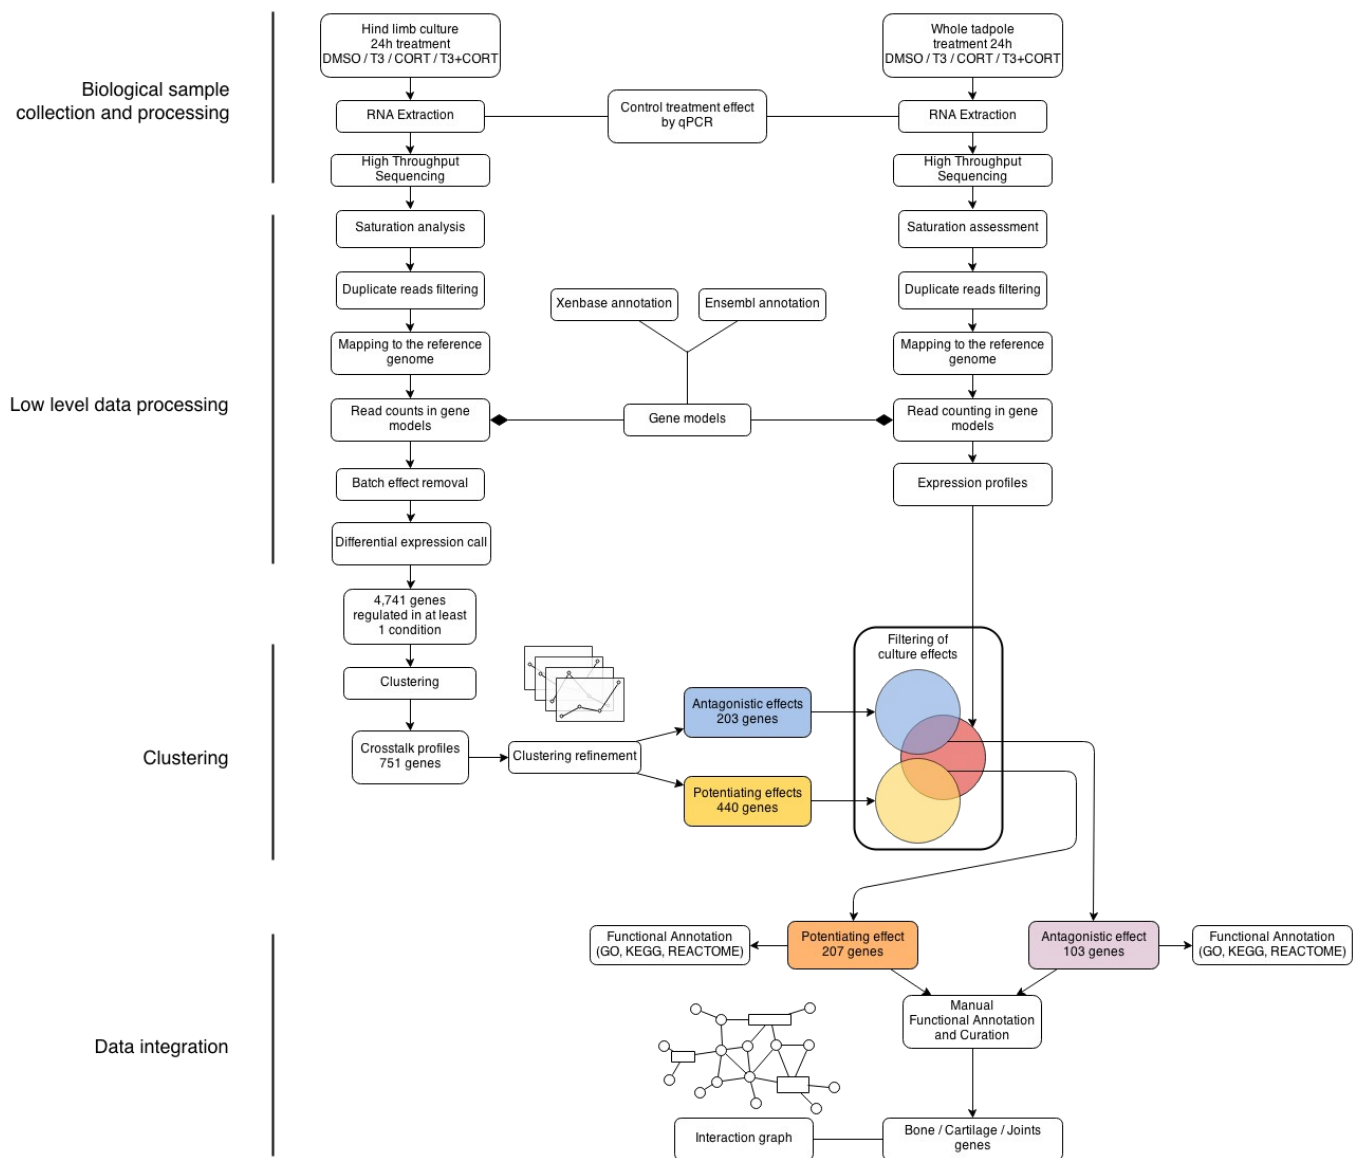 Hind limb culture
24h treatment
DMSO / T3 / CORT / T3+CORT
Whole tadpole
treatment 24h
DMSO / T3 / CORT / T3+CORT
Biological sample
collection and processing
RNA Extraction
Control treatment effect
by qPCR
RNA Extraction
High Throughput
Sequencing
High Throughput
Sequencing
Saturation analysis
Saturation assessment
Duplicate reads filtering
Xenbase annotation
Ensembl annotation
Duplicate reads filtering
Mapping to the reference
genome
Mapping to the reference
genome
Low level data processing
Read counts in gene
models
Gene models
Read counting in gene
models
Batch effect removal
Expression profiles
Differential expression call
4,741 genes
regulated in at least
1 condition
Filtering of
culture effects
Clustering
Clustering
Antagonistic effects
203 genes
Crosstalk profiles
751 genes
Clustering refinement
Potentiating effects
440 genes
Functional Annotation
(GO, KEGG, REACTOME)
Potentiating effect
207 genes
Antagonistic effect
103 genes
Functional Annotation
(GO, KEGG, REACTOME)
Manual
Functional Annotation
and Curation
Data integration
Interaction graph
Bone / Cartilage / Joints
genes